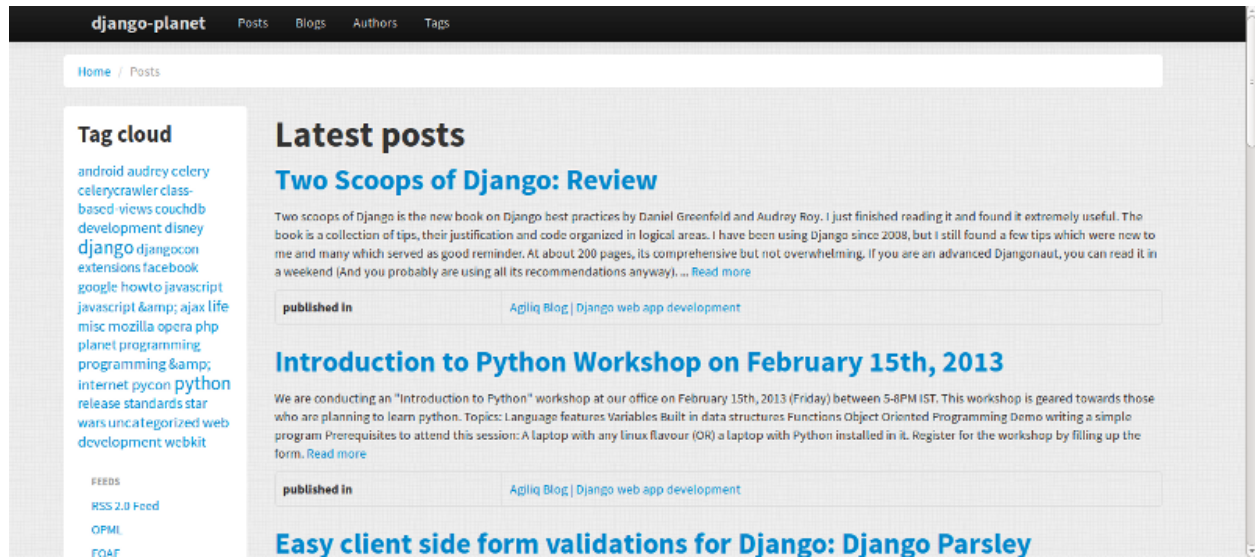 django-planet Posts Blogs Authors Tags
Home / Posts
Tag cloud
android audrey celery
celerycrawler class-
based-views couchdb
development disney
django djangocon
extensions facebook
google howto javascript
javascript &amp; ajax life
misc mozilla opera php
planet programming
programming &amp;
internet pycon python
release standards star
wars uncategorized web
development webkit
FEEDS
RSS 2.0 Feed
OPML
FOAF
Latest posts
Two Scoops of Django: Review
Two scoops of Django is the new book on Django best practices by Daniel Greenfeld and Audrey Roy. I just finished reading it and found it extremely useful. The
book is a collection of tips, their justification and code organized in logical areas. I have been using Django since 2008, but I still found a few tips which were new to
me and many which served as good reminder. At about 200 pages, its comprehensive but not overwhelming. If you are an advanced Djangonaut, you can read it in
a weekend (And you probably are using all its recommendations anyway). ... Read more
published in Agiliq Blog | Django web app development
Introduction to Python Workshop on February 15th, 2013
We are conducting an "Introduction to Python" workshop at our office on February 15th, 2013 (Friday) between 5-8PM IST. This workshop is geared towards those
who are planning to learn python. Topics: Language features Variables Built in data structures Functions Object Oriented Programming Demo writing a simple
program Prerequisites to attend this session: A laptop with any linux flavour (OR) a laptop with Python installed in it. Register for the workshop by filling up the
form. Read more
published in Agiliq Blog | Django web app development
Easy client side form validations for Django: Django Parsley